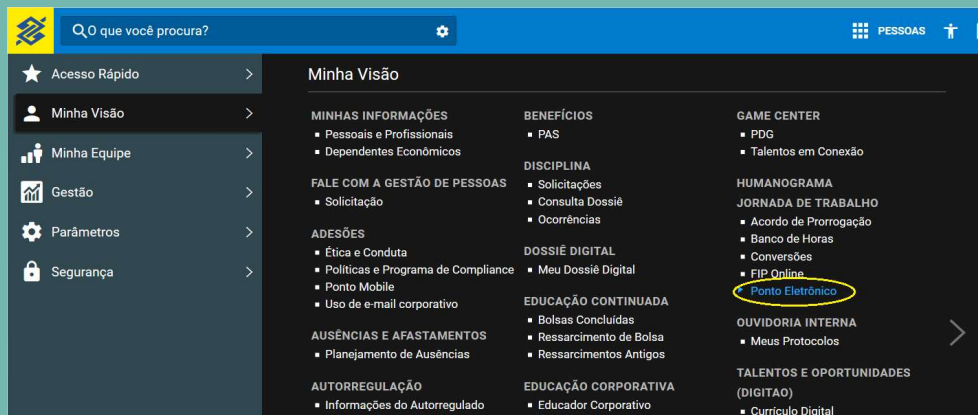 O que você procura?
PESSOAS
Acesso Rápido
Minha Visão
Minha Equipe
Gestão
Parâmetros
Segurança
Minha Visão
MINHAS INFORMAÇÕES
Pessoais e Profissionais
Dependentes Econômicos
FALE COM A GESTÃO DE PESSOAS
Solicitação
ADESÕES
Ética e Conduta
Políticas e Programa de Compliance
Ponto Mobile
Uso de e-mail corporativo
AUSÊNCIAS E AFASTAMENTOS
Planejamento de Ausências
AUTORREGULAÇÃO
Informações do Autorregulado
BENEFÍCIOS
PAS
DISCIPLINA
Solicitações
Consulta Dossiê
Ocorrências
DOSSIÊ DIGITAL
Meu Dossiê Digital
EDUCAÇÃO CONTINUADA
Bolsas Concluídas
Ressarcimento de Bolsa
Ressarcimentos Antigos
EDUCAÇÃO CORPORATIVA
Educador Corporativo
GAME CENTER
PDG
Talentos em Conexão
HUMANOGRAMA
JORNADA DE TRABALHO
Acordo de Prorrogação
Banco de Horas
Conversões
FIP Online
Ponto Eletrônico
OUVIDORIA INTERNA
Meus Protocolos
TALENTOS E OPORTUNIDADES
(DIGITAO)
Currículo Digital